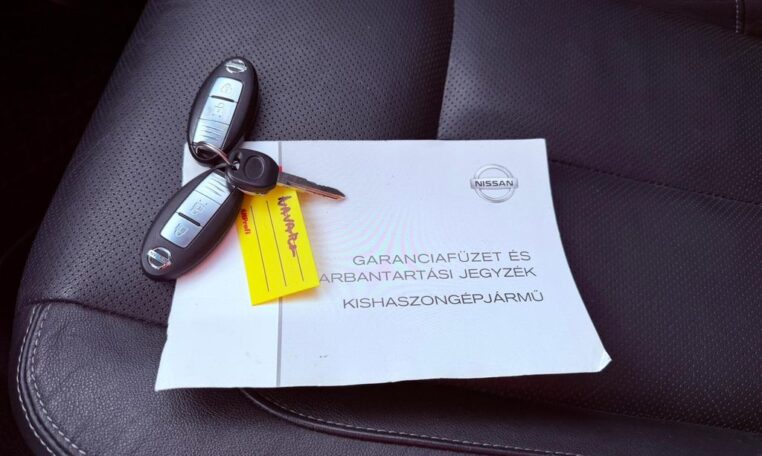 NISSAN
GARANCIAFÜZET ÉS
ARBANTARTÁSI JEGYZÉK
KISHASZONGÉPJÁRMŰ